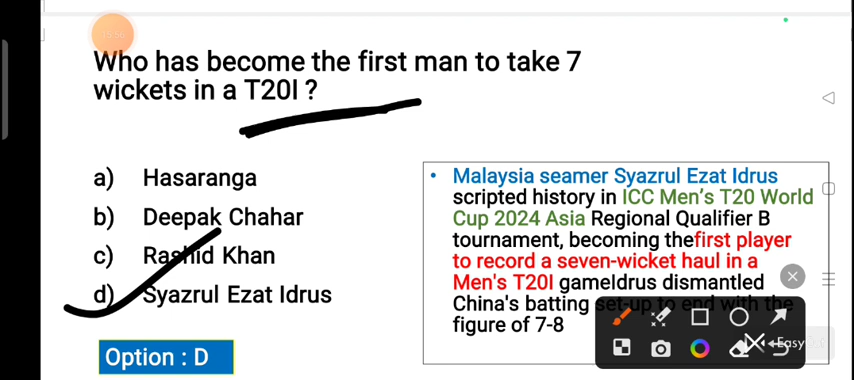 Who has become the first man to take 7
wickets in a T20I ?
a) Hasaranga
b) Deepak Chahar
c) Rashid Khan
d) Syazrul Ezat Idrus
Option : D
• Malaysia seamer Syazrul Ezat Idrus
scripted history in ICC Men's T20 World
Cup 2024 Asia Regional Qualifier B
tournament, becoming thefirst player
to record a seven-wicket haul in a
Men's T20I gameIdrus dismantled
China's batting set-up to end with the
figure of 7-8